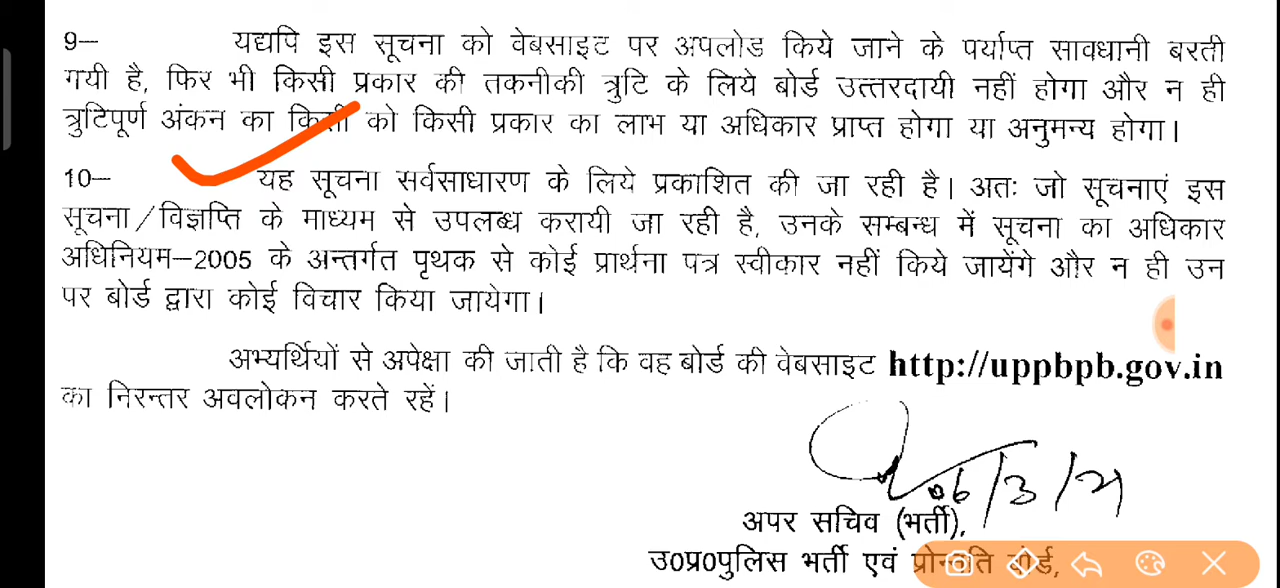 9– यद्यपि इस सूचना को वेबसाइट पर अपलोड किये जाने के पर्याप्त सावधानी बरती
गयी है, फिर भी किसी प्रकार की तकनीकी त्रुटि के लिये बोर्ड उत्तरदायी नहीं होगा और न ही
त्रुटिपूर्ण अंकन का किसी को किसी प्रकार का लाभ या अधिकार प्राप्त होगा या अनुमन्य होगा।
10– यह सूचना सर्वसाधारण के लिये प्रकाशित की जा रही है। अतः जो सूचनाएं इस
सूचना/विज्ञप्ति के माध्यम से उपलब्ध करायी जा रही है, उनके सम्बन्ध में सूचना का अधिकार
अधिनियम–2005 के अन्तर्गत पृथक से कोई प्रार्थना पत्र स्वीकार नहीं किये जायेंगे और न ही उन
पर बोर्ड द्वारा कोई विचार किया जायेगा।
अभ्यर्थियों से अपेक्षा की जाती है कि वह बोर्ड की वेबसाइट http://uppbpb.gov.in
का निरन्तर अवलोकन करते रहें।
06/3/21
अपर सचिव (भर्ती),
उ0प्र0पुलिस भर्ती एवं प्रोन्नति बोर्ड,